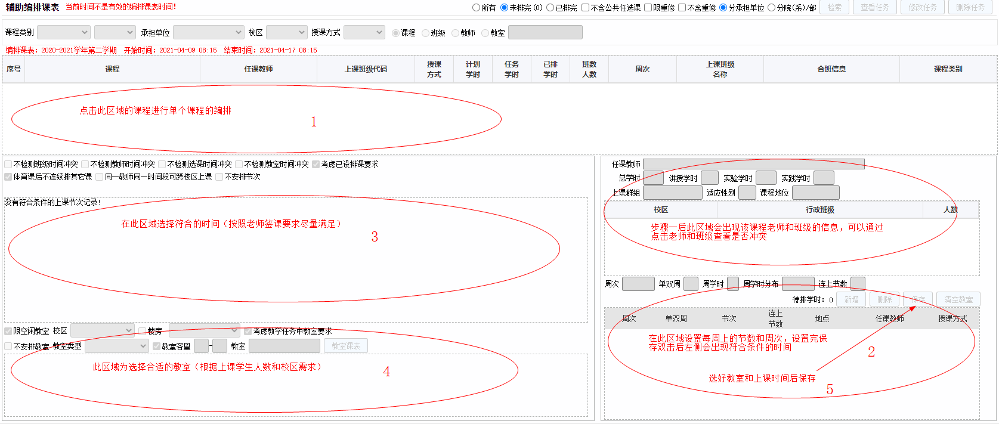 辅助编排课表 当前时间不是有效的编排课表时间!
所有 未排完(0) 已排完 不含公共任选课 限重修 不含重修 分承担单位 分院(系)/部 检索 查看任务 修改任务 删除任务
课程类别 承担单位 校区 授课方式 课程 班级 教师 教室
编排课表: 2020-2021学年第二学期 开始时间: 2021-04-09 08:15 结束时间: 2021-04-17 08:15
序号 课程 任课教师 上课班级代码 授课方式 计划学时 任务学时 已排学时 班数人数 周次 上课班级名称 合班信息 课程类别
点击此区域的课程进行单个课程的编排
1
不检测班级时间冲突 不检测教师时间冲突 不检测选课时间冲突 不检测教室时间冲突 考虑已设排课要求
体育课后不连续排其它课 同一教师同一时间段可跨校区上课 不安排节次
没有符合条件的上课节次记录!
在此区域选择符合的时间（按照老师签课要求尽量满足）
3
限空闲教室 校区 楼房 考虑教学任务中教室要求
不安排教室 教室类型 教室容量 - 教室 教室课表
此区域为选择合适的教室（根据上课学生人数和校区需求）
4
任课教师
总学时 讲授学时 实验学时 实践学时
上课群组 适应性别 课程地位
校区 行政班级 人数
步骤一后此区域会出现该课程老师和班级的信息，可以通过
点击老师和班级查看是否冲突
周次 单双周 周学时 周学时分布 连上节数
待排学时: 0 新增 删除 保存 清空教室
周次 单双周 节次 连上节数 地点 任课教师 授课方式
在此区域设置每周上的节数和周次，设置完保
存双击后左侧会出现符合条件的时间
2
选好教室和上课时间后保存
5